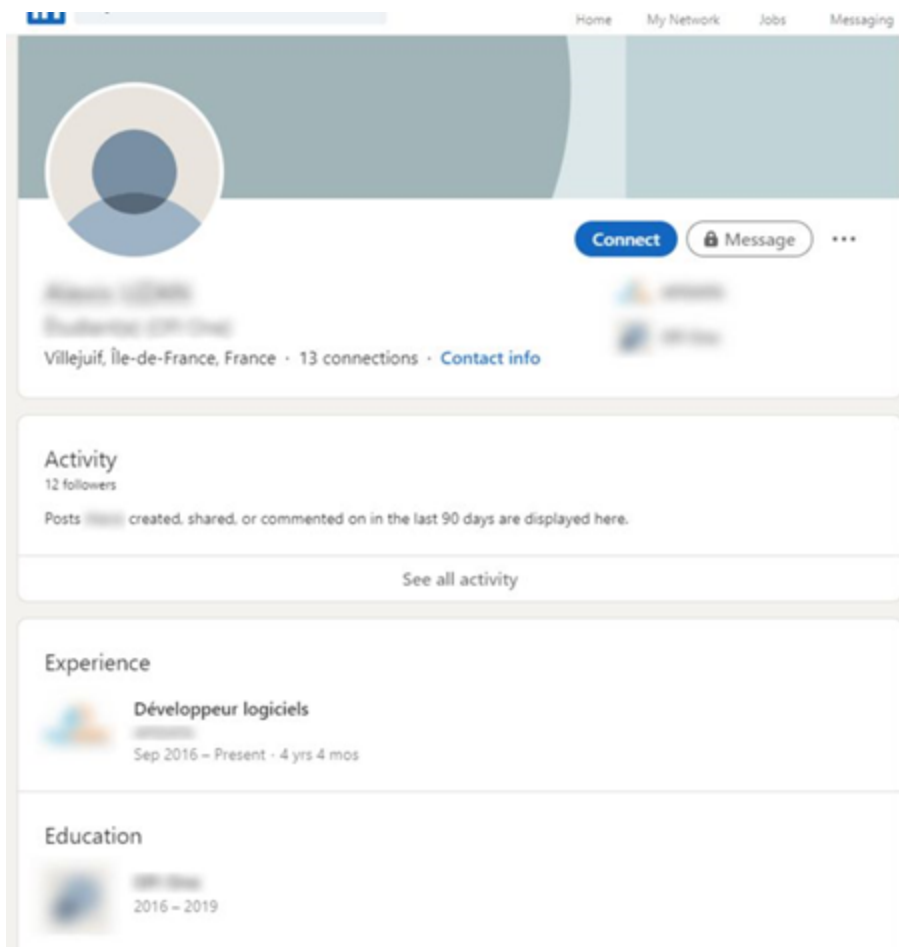 Home My Network Jobs Messaging
Connect Message
Villejuif, Île-de-France, France · 13 connections · Contact info
Activity
12 followers
Posts created, shared, or commented on in the last 90 days are displayed here.
See all activity
Experience
Développeur logiciels
Sep 2016 – Present · 4 yrs 4 mos
Education
2016 – 2019